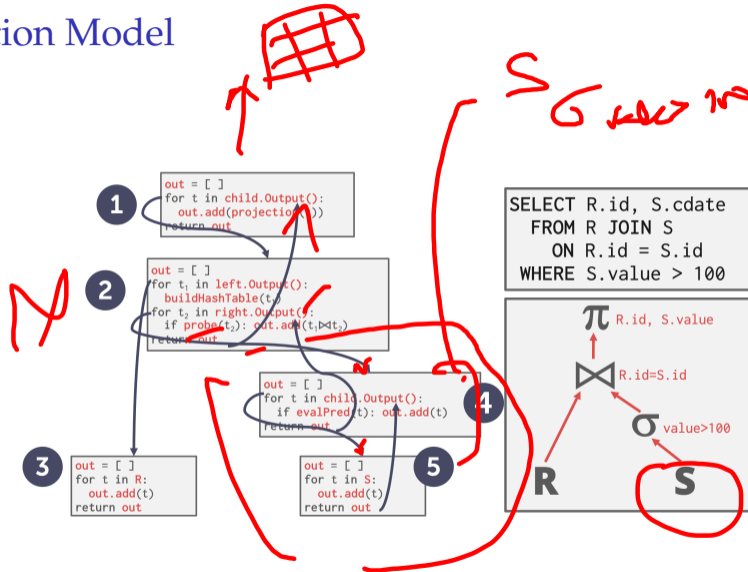 tion Model
S
σ
1
out = [ ]
for t in child.Output():
out.add(projection(t))
return out
2
out = [ ]
for t₁ in left.Output():
buildHashTable(t₁)
for t₂ in right.Output():
if probe(t₂): out.add(t₁⋈t₂)
return out
3
out = [ ]
for t in R:
out.add(t)
return out
4
out = [ ]
for t in child.Output():
if evalPred(t): out.add(t)
return out
5
out = [ ]
for t in S:
out.add(t)
return out
SELECT R.id, S.cdate
FROM R JOIN S
ON R.id = S.id
WHERE S.value > 100
π R.id, S.value
⋈ R.id=S.id
σ value>100
R
S